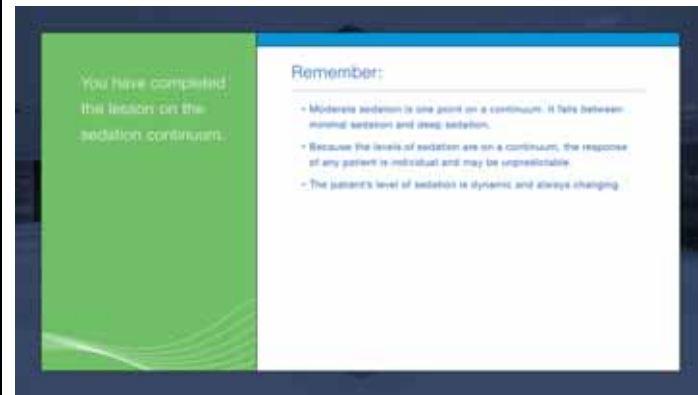 You have completed
the lesson on the
sedation continuum.
Remember:
• Moderate sedation is one point on a continuum. It falls between
minimal sedation and deep sedation.
• Because the levels of sedation are on a continuum, the response
of any patient is individual and may be unpredictable.
• The patient's level of sedation is dynamic and always changing.